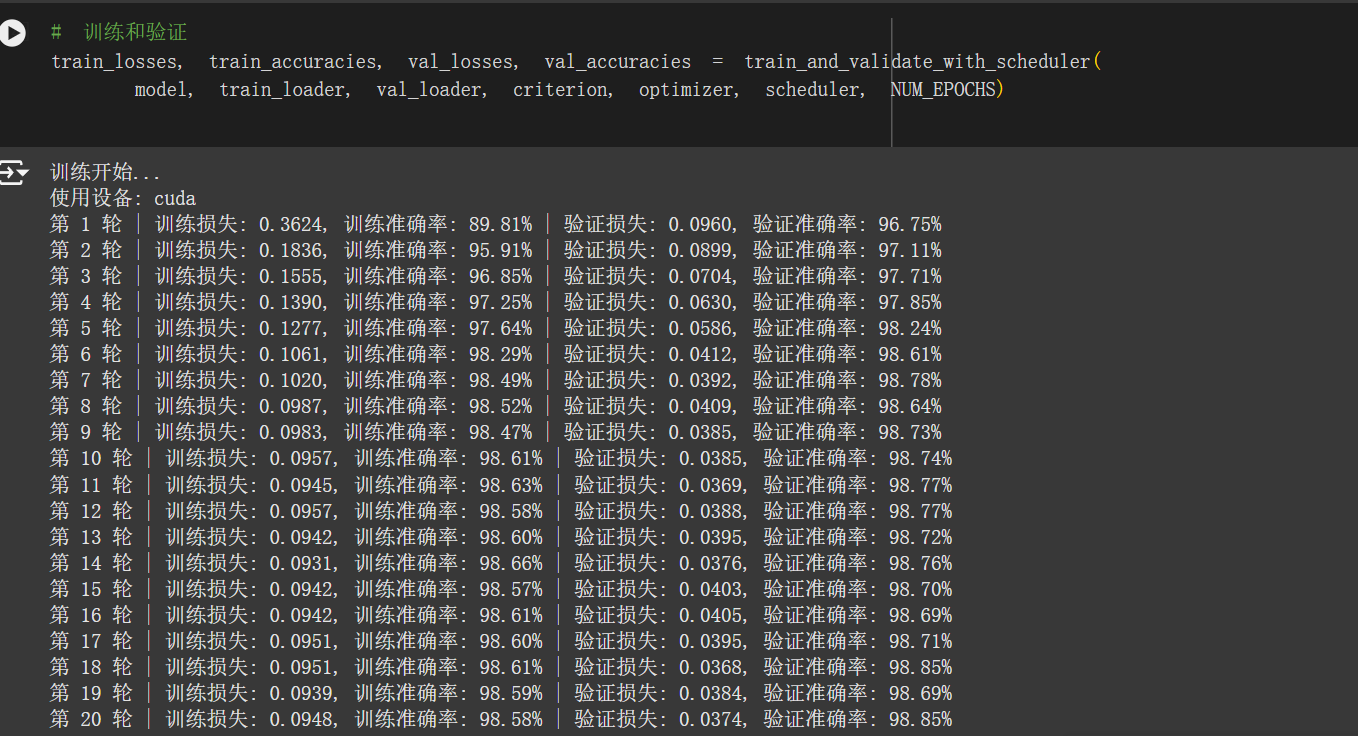 # 训练和验证
train_losses, train_accuracies, val_losses, val_accuracies = train_and_validate_with_scheduler(
model, train_loader, val_loader, criterion, optimizer, scheduler, NUM_EPOCHS)
训练开始...
使用设备: cuda
第 1 轮 | 训练损失: 0.3624, 训练准确率: 89.81% | 验证损失: 0.0960, 验证准确率: 96.75%
第 2 轮 | 训练损失: 0.1836, 训练准确率: 95.91% | 验证损失: 0.0899, 验证准确率: 97.11%
第 3 轮 | 训练损失: 0.1555, 训练准确率: 96.85% | 验证损失: 0.0704, 验证准确率: 97.71%
第 4 轮 | 训练损失: 0.1390, 训练准确率: 97.25% | 验证损失: 0.0630, 验证准确率: 97.85%
第 5 轮 | 训练损失: 0.1277, 训练准确率: 97.64% | 验证损失: 0.0586, 验证准确率: 98.24%
第 6 轮 | 训练损失: 0.1061, 训练准确率: 98.29% | 验证损失: 0.0412, 验证准确率: 98.61%
第 7 轮 | 训练损失: 0.1020, 训练准确率: 98.49% | 验证损失: 0.0392, 验证准确率: 98.78%
第 8 轮 | 训练损失: 0.0987, 训练准确率: 98.52% | 验证损失: 0.0409, 验证准确率: 98.64%
第 9 轮 | 训练损失: 0.0983, 训练准确率: 98.47% | 验证损失: 0.0385, 验证准确率: 98.73%
第 10 轮 | 训练损失: 0.0957, 训练准确率: 98.61% | 验证损失: 0.0385, 验证准确率: 98.74%
第 11 轮 | 训练损失: 0.0945, 训练准确率: 98.63% | 验证损失: 0.0369, 验证准确率: 98.77%
第 12 轮 | 训练损失: 0.0957, 训练准确率: 98.58% | 验证损失: 0.0388, 验证准确率: 98.77%
第 13 轮 | 训练损失: 0.0942, 训练准确率: 98.60% | 验证损失: 0.0395, 验证准确率: 98.72%
第 14 轮 | 训练损失: 0.0931, 训练准确率: 98.66% | 验证损失: 0.0376, 验证准确率: 98.76%
第 15 轮 | 训练损失: 0.0942, 训练准确率: 98.57% | 验证损失: 0.0403, 验证准确率: 98.70%
第 16 轮 | 训练损失: 0.0942, 训练准确率: 98.61% | 验证损失: 0.0405, 验证准确率: 98.69%
第 17 轮 | 训练损失: 0.0951, 训练准确率: 98.60% | 验证损失: 0.0395, 验证准确率: 98.71%
第 18 轮 | 训练损失: 0.0951, 训练准确率: 98.61% | 验证损失: 0.0368, 验证准确率: 98.85%
第 19 轮 | 训练损失: 0.0939, 训练准确率: 98.59% | 验证损失: 0.0384, 验证准确率: 98.69%
第 20 轮 | 训练损失: 0.0948, 训练准确率: 98.58% | 验证损失: 0.0374, 验证准确率: 98.85%